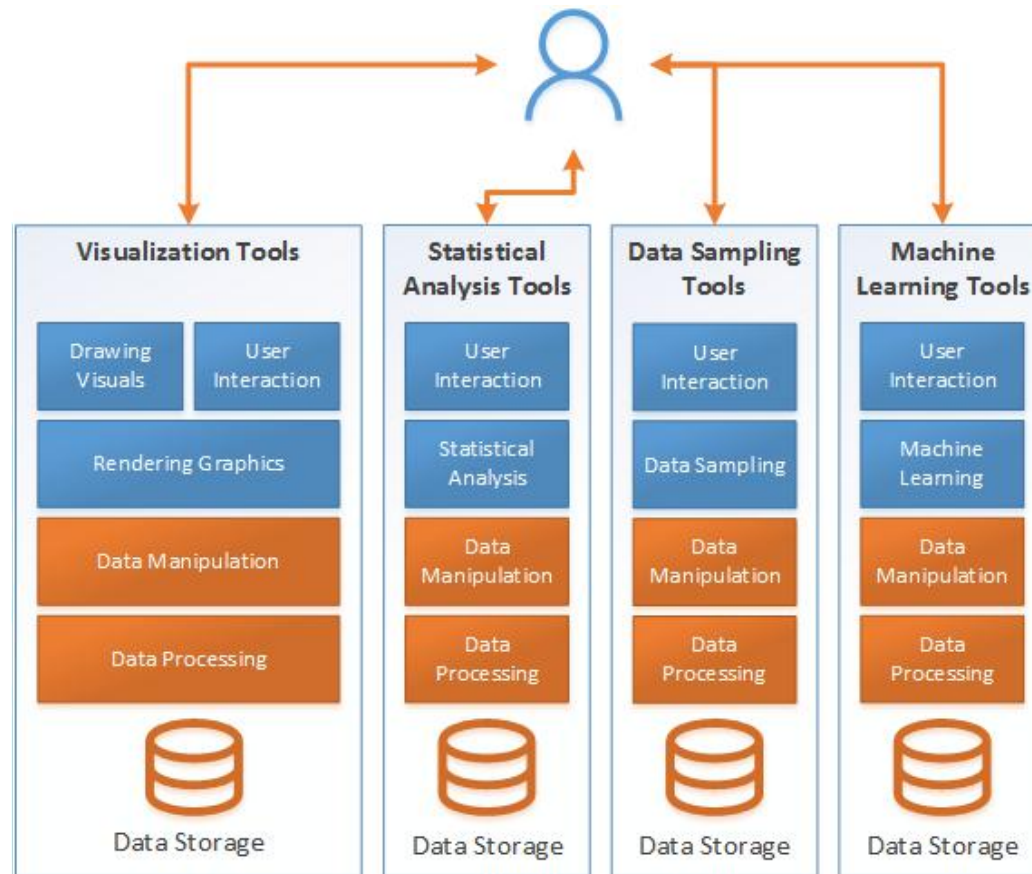 Visualization Tools
Drawing
Visuals
User
Interaction
Rendering Graphics
Data Manipulation
Data Processing
Data Storage
Statistical
Analysis Tools
User
Interaction
Statistical
Analysis
Data
Manipulation
Data
Processing
Data Storage
Data Sampling
Tools
User
Interaction
Data Sampling
Data
Manipulation
Data
Processing
Data Storage
Machine
Learning Tools
User
Interaction
Machine
Learning
Data
Manipulation
Data
Processing
Data Storage